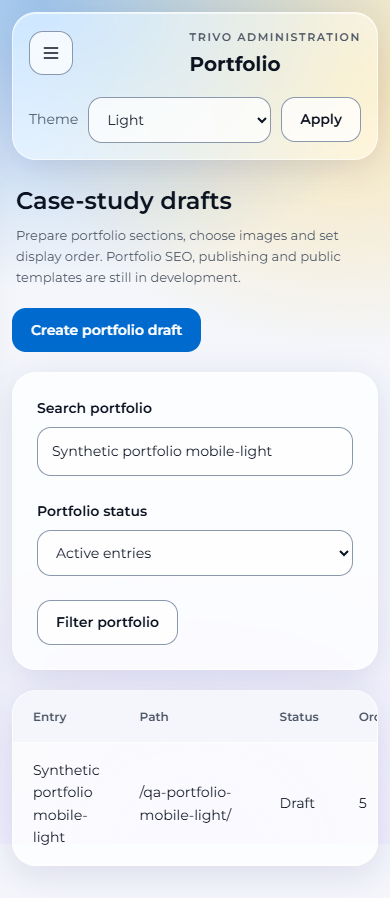 TRIVO ADMINISTRATION
Portfolio
Theme
Light
Apply
Case-study drafts
Prepare portfolio sections, choose images and set
display order. Portfolio SEO, publishing and public
templates are still in development.
Create portfolio draft
Search portfolio
Synthetic portfolio mobile-light
Portfolio status
Active entries
Filter portfolio
Entry Path Status
Synthetic
portfolio
mobile-
light
/qa-portfolio-
mobile-light/
Draft
5